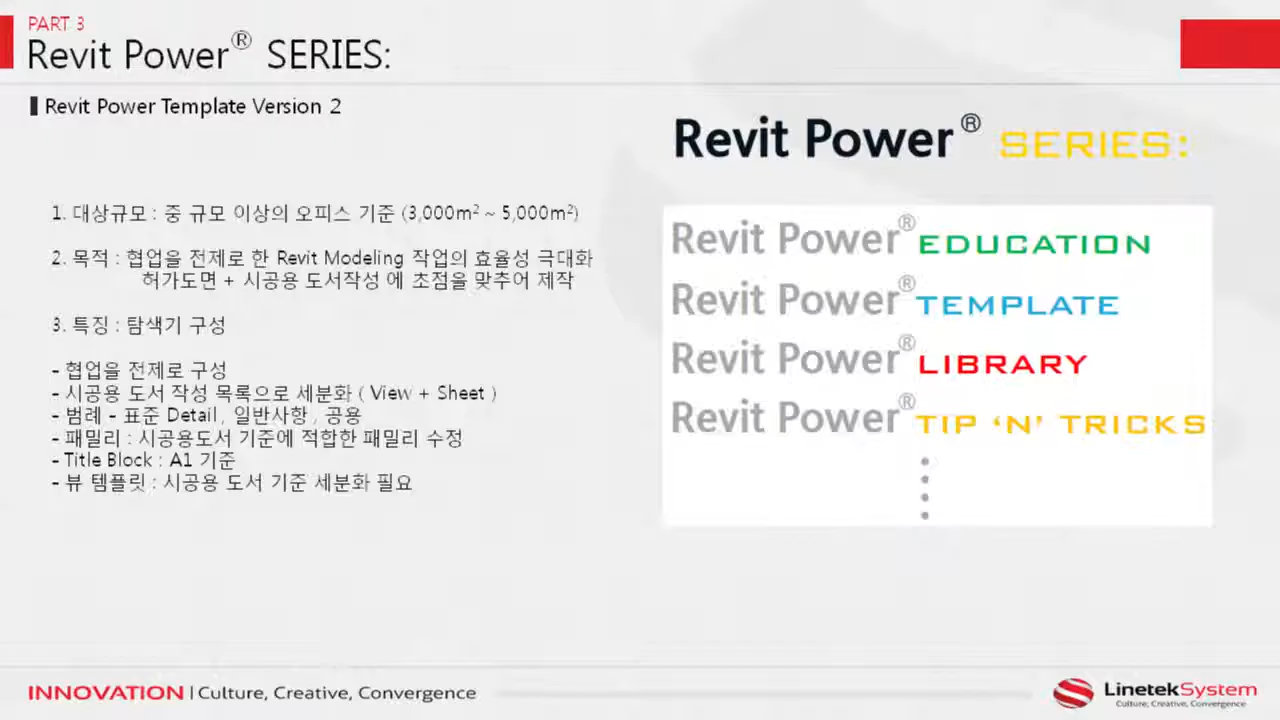 PART 3
Revit Power® SERIES:
Revit Power Template Version 2
1. 대상규모 : 중 규모 이상의 오피스 기준 (3,000m² ~ 5,000m²)
2. 목적 : 협업을 전제로 한 Revit Modeling 작업의 효율성 극대화
허가도면 + 시공용 도서작성 에 초점을 맞추어 제작
3. 특징 : 탐색기 구성
- 협업을 전제로 구성
- 시공용 도서 작성 목록으로 세분화 ( View + Sheet )
- 범례 - 표준 Detail , 일반사항 , 공용
- 패밀리 : 시공용도서 기준에 적합한 패밀리 수정
- Title Block : A1 기준
- 뷰 템플릿 : 시공용 도서 기준 세분화 필요
Revit Power® SERIES:
Revit Power® EDUCATION
Revit Power® TEMPLATE
Revit Power® LIBRARY
Revit Power® TIP ‘N’ TRICKS
INNOVATION | Culture, Creative, Convergence
LinetekSystem
Culture, Creative, Convergence